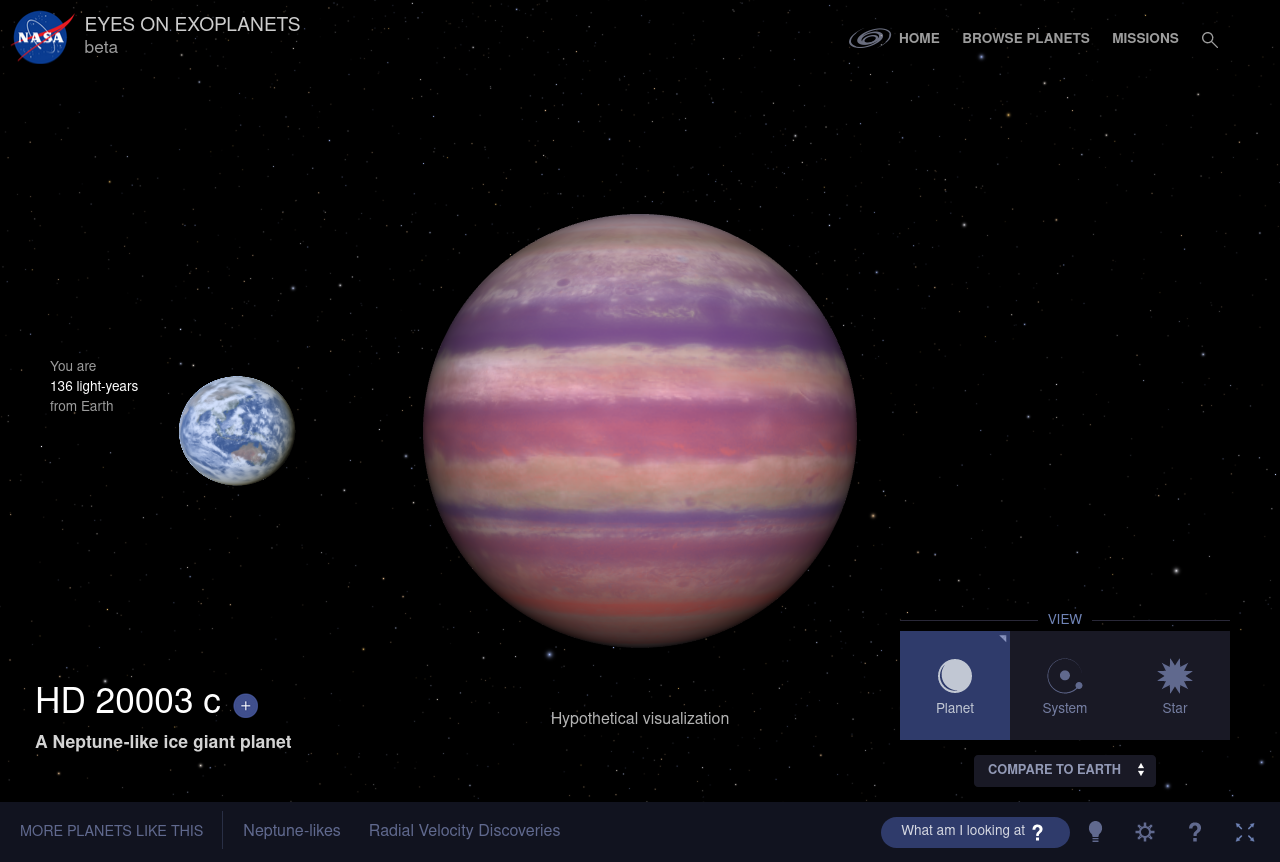 NASA
EYES ON EXOPLANETS
beta
HOME
BROWSE PLANETS
MISSIONS
You are
136 light-years
from Earth
HD 20003 c +
A Neptune-like ice giant planet
Hypothetical visualization
VIEW
Planet
System
Star
COMPARE TO EARTH
MORE PLANETS LIKE THIS
Neptune-likes
Radial Velocity Discoveries
What am I looking at ?
?